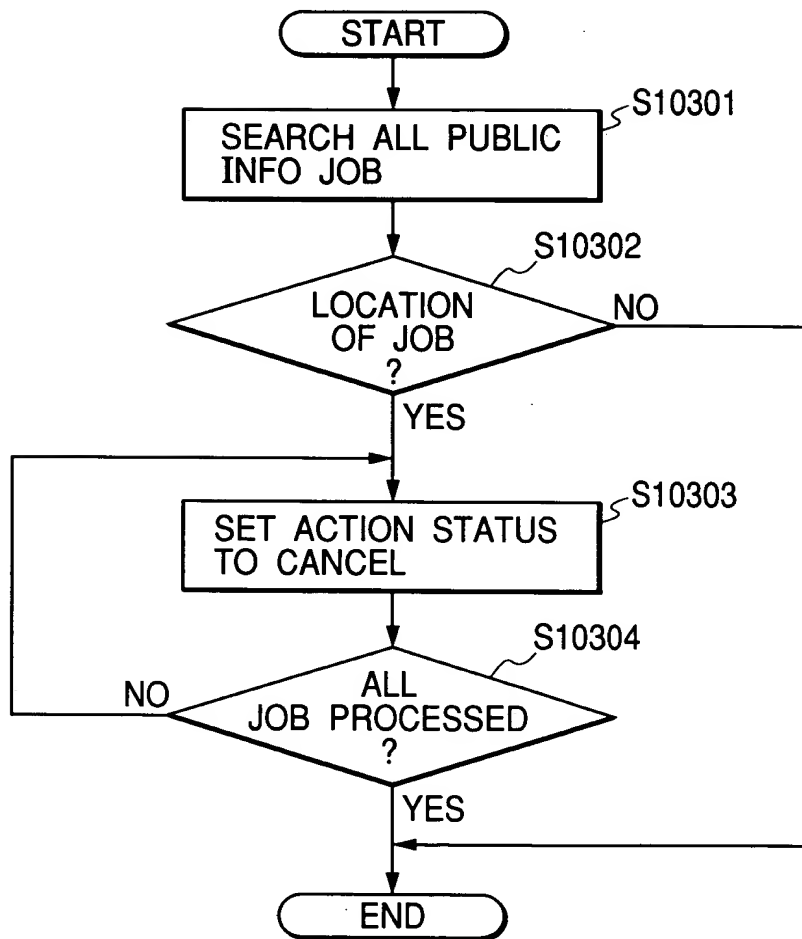 START
S10301
SEARCH ALL PUBLIC
INFO JOB
S10302
LOCATION
OF JOB
?
NO
YES
S10303
SET ACTION STATUS
TO CANCEL
S10304
ALL
JOB PROCESSED
?
NO
YES
END